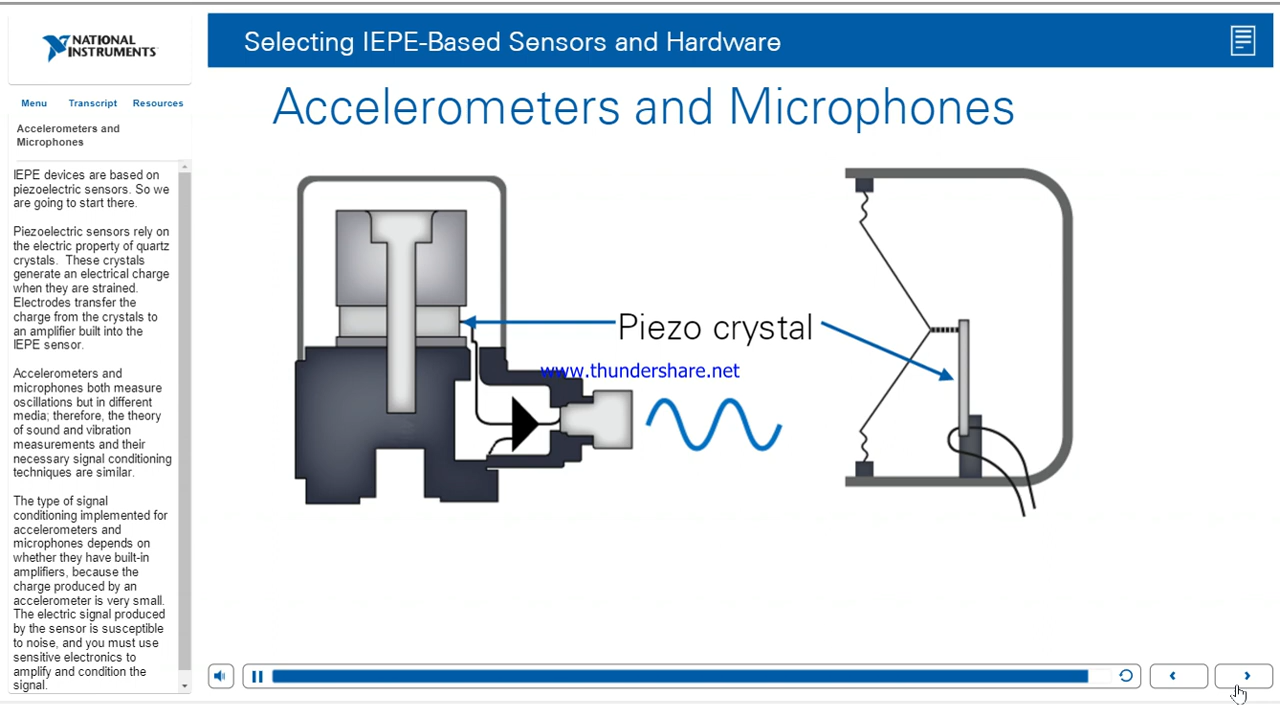 NATIONAL
INSTRUMENTS
Menu Transcript Resources
Accelerometers and
Microphones
IEPE devices are based on
piezoelectric sensors. So we
are going to start there.
Piezoelectric sensors rely on
the electric property of quartz
crystals. These crystals
generate an electrical charge
when they are strained.
Electrodes transfer the
charge from the crystals to
an amplifier built into the
IEPE sensor.
Accelerometers and
microphones both measure
oscillations but in different
media; therefore, the theory
of sound and vibration
measurements and their
necessary signal conditioning
techniques are similar.
The type of signal
conditioning implemented for
accelerometers and
microphones depends on
whether they have built-in
amplifiers, because the
charge produced by an
accelerometer is very small.
The electric signal produced
by the sensor is susceptible
to noise, and you must use
sensitive electronics to
amplify and condition the
signal.
Selecting IEPE-Based Sensors and Hardware
Accelerometers and Microphones
Piezo crystal
www.thundershare.net